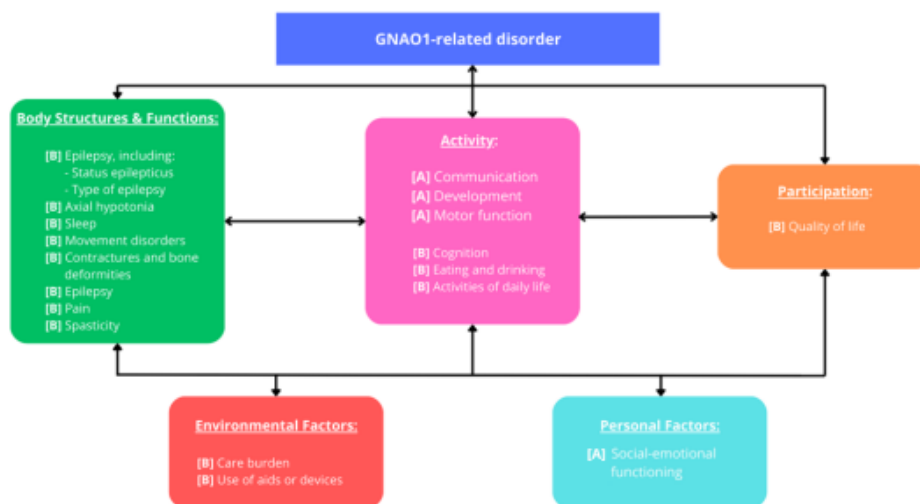 GNAO1-related disorder
Body Structures & Functions:
[B] Epilepsy, including:
- Status epilepticus
- Type of epilepsy
[B] Axial hypotonia
[B] Sleep
[B] Movement disorders
[B] Contractures and bone
deformities
[B] Epilepsy
[B] Pain
[B] Spasticity
Activity:
[A] Communication
[A] Development
[A] Motor function
[B] Cognition
[B] Eating and drinking
[B] Activities of daily life
Participation:
[B] Quality of life
Environmental Factors:
[B] Care burden
[B] Use of aids or devices
Personal Factors:
[A] Social-emotional
functioning